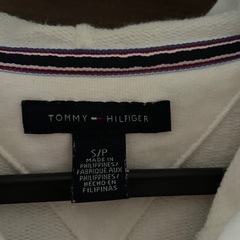 TOMMY HILFIGER
S/P
MADE IN
PHILIPPINES/
FABRIQUE AUX
PHILIPPINES/
HECHO EN
FILIPINAS